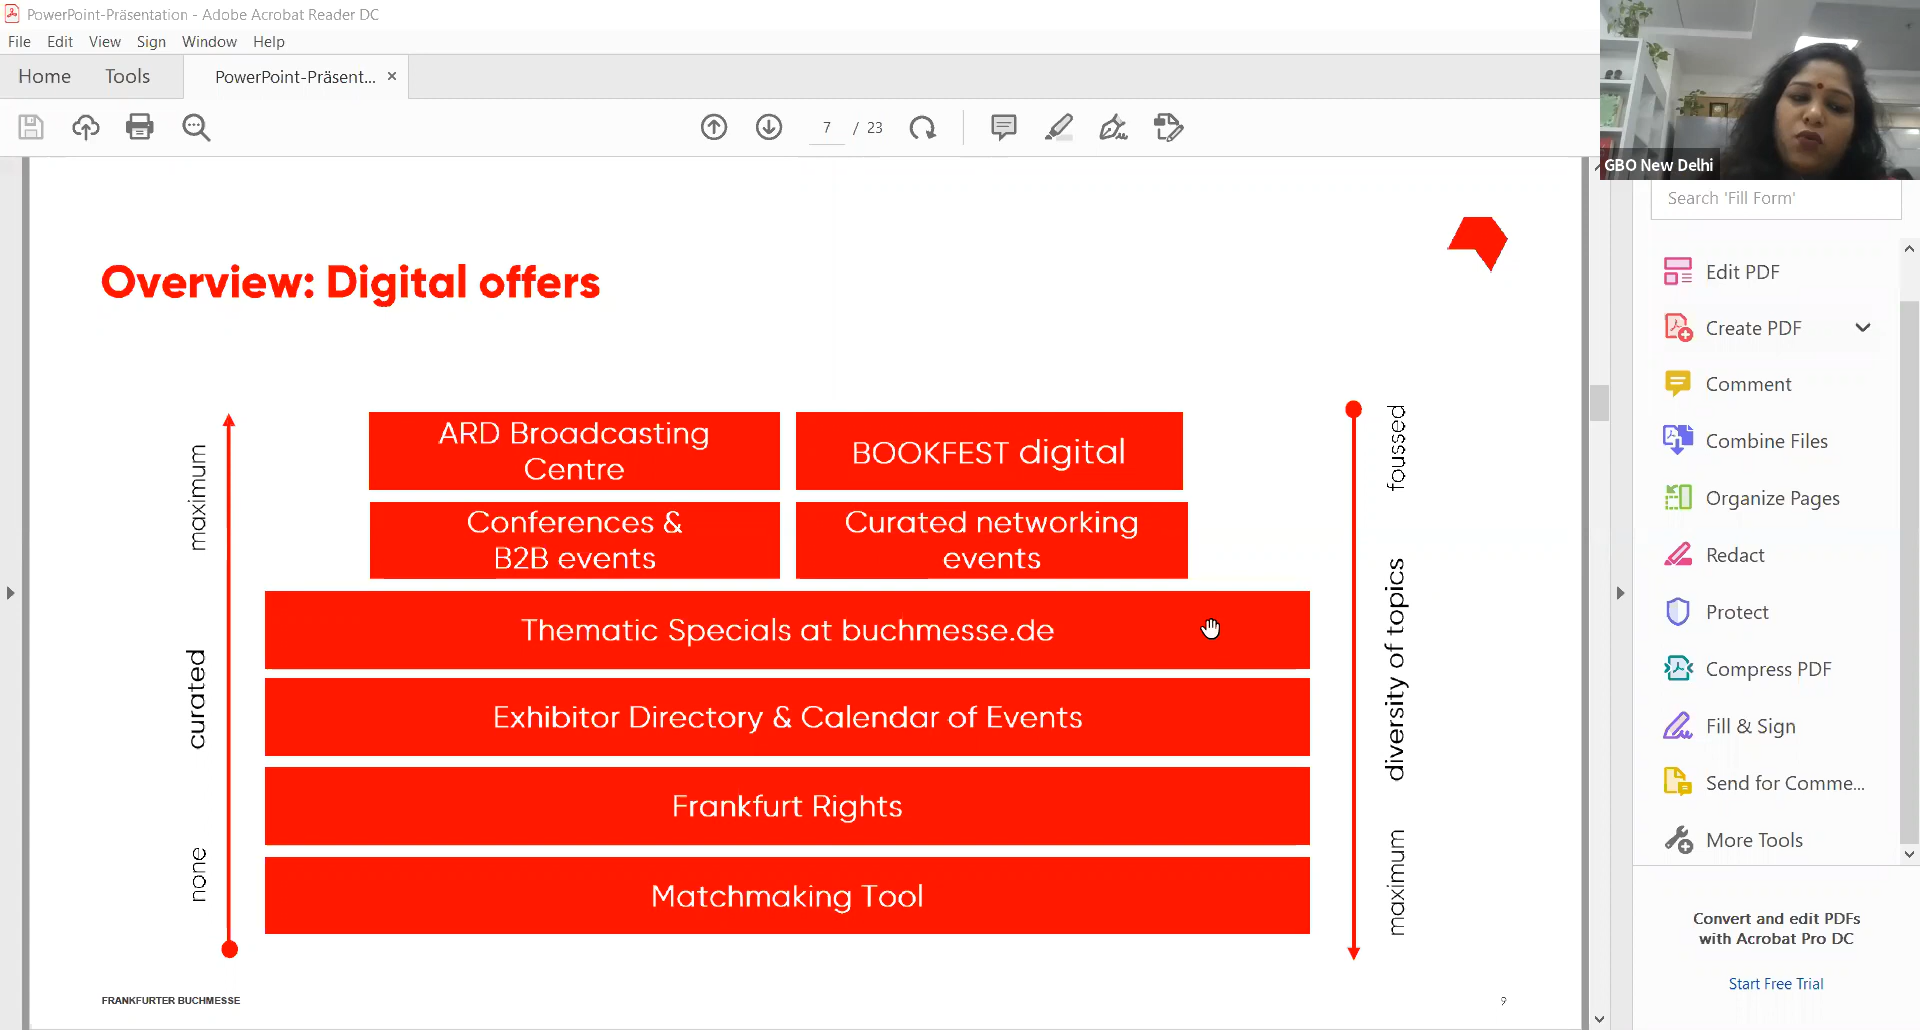 PowerPoint-Präsentation - Adobe Acrobat Reader DC
File Edit View Sign Window Help
Home Tools PowerPoint-Präsent... ×
7 / 23
GBO New Delhi
Search 'Fill Form'
Overview: Digital offers
maximum
curated
none
ARD Broadcasting
Centre
BOOKFEST digital
Conferences &
B2B events
Curated networking
events
Thematic Specials at buchmesse.de
Exhibitor Directory & Calendar of Events
Frankfurt Rights
Matchmaking Tool
foussed
diversity of topics
maximum
FRANKFURTER BUCHMESSE
9
Edit PDF
Create PDF
Comment
Combine Files
Organize Pages
Redact
Protect
Compress PDF
Fill & Sign
Send for Comme...
More Tools
Convert and edit PDFs
with Acrobat Pro DC
Start Free Trial